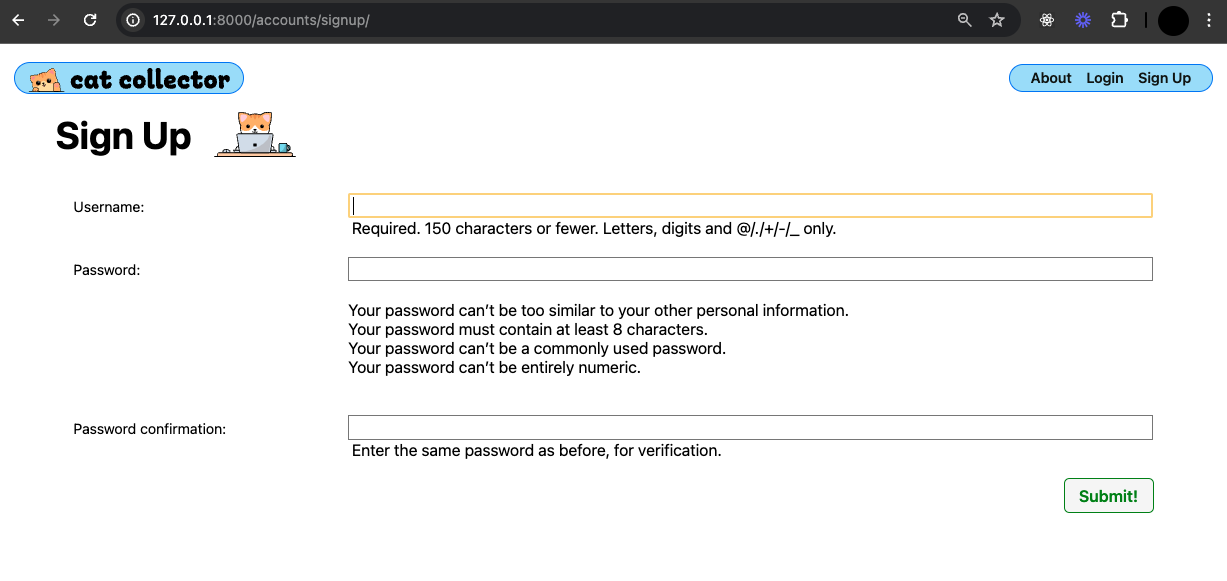 127.0.0.1:8000/accounts/signup/
cat collector
About Login Sign Up
Sign Up
Username:
Required. 150 characters or fewer. Letters, digits and @/./+/-/_ only.
Password:
Your password can’t be too similar to your other personal information.
Your password must contain at least 8 characters.
Your password can’t be a commonly used password.
Your password can’t be entirely numeric.
Password confirmation:
Enter the same password as before, for verification.
Submit!